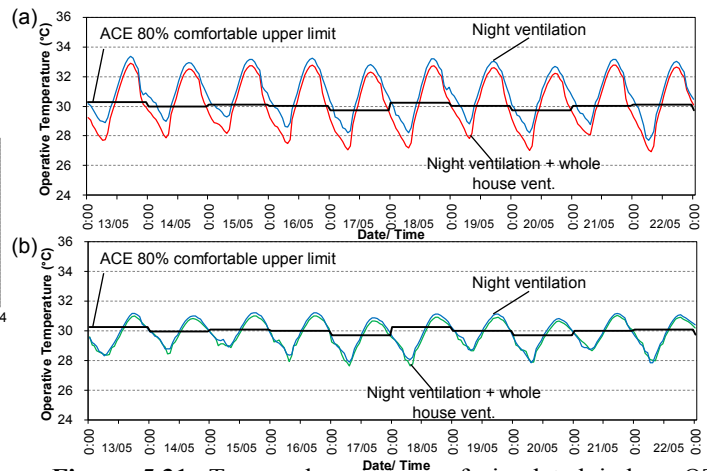 (a)
36
34
32
30
28
26
24
Operative Temperature (°C)
ACE 80% comfortable upper limit
Night ventilation
Night ventilation + whole
house vent.
0:00 13/05 0:00 14/05 0:00 15/05 0:00 16/05 0:00 17/05 0:00 18/05 0:00 19/05 0:00 20/05 0:00 21/05 0:00 22/05 0:00
Date/ Time
(b)
36
34
32
30
28
26
24
Operative Temperature (°C)
ACE 80% comfortable upper limit
Night ventilation
Night ventilation + whole
house vent.
0:00 13/05 0:00 14/05 0:00 15/05 0:00 16/05 0:00 17/05 0:00 18/05 0:00 19/05 0:00 20/05 0:00 21/05 0:00 22/05 0:00
Date/ Time
4